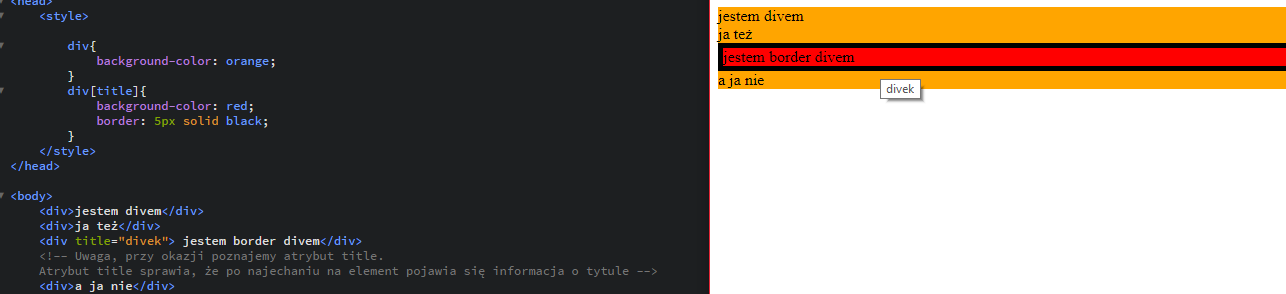 <head>
<style>
div{
background-color: orange;
}
div[title]{
background-color: red;
border: 5px solid black;
}
</style>
</head>
<body>
<div>jestem divem</div>
<div>ja też</div>
<div title="divek"> jestem border divem</div>
<!-- Uwaga, przy okazji poznajemy atrybut title.
Atrybut title sprawia, że po najechaniu na element pojawia się informacja o tytule -->
<div>a ja nie</div>
jestem divem
ja też
jestem border divem
a ja nie
divek